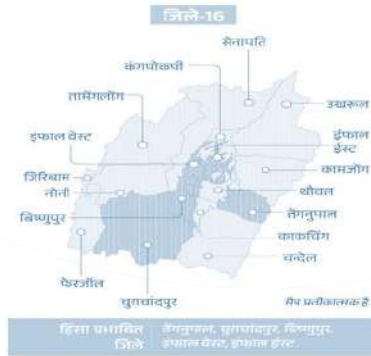 जिले-16
सेनापति
कंगपोकपी
तामेंगलोंग
उखरूल
इंफाल वेस्ट
ईंफाल
ईस्ट
जिरिबाम
कामजोंग
नोनी
थौबल
बिष्णुपुर
तेंगनुपाल
काकचिंग
चन्देल
फेरजॉल
चुराचांदपुर
मैप प्रतीकात्मक है
हिंसा प्रभावित
जिले
तेंगनुपाल, चुराचांदपुर, बिष्णुपुर,
इंफाल वेस्ट, इंफाल ईस्ट